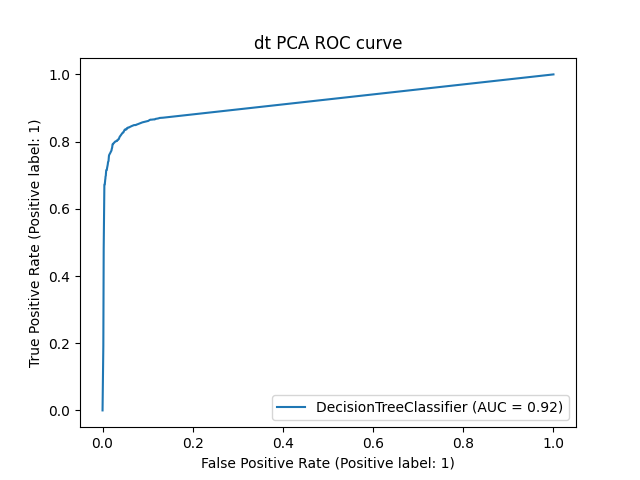 dt PCA ROC curve
True Positive Rate (Positive label: 1)
1.0
0.8
0.6
0.4
0.2
0.0
DecisionTreeClassifier (AUC = 0.92)
0.0 0.2 0.4 0.6 0.8 1.0
False Positive Rate (Positive label: 1)